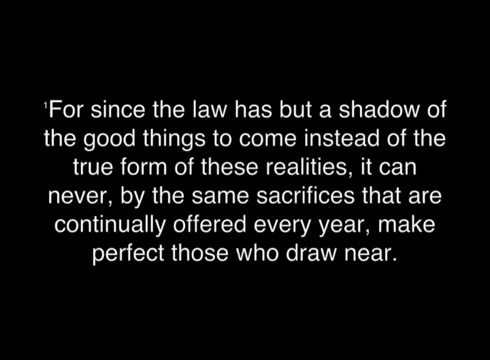 ¹For since the law has but a shadow of
the good things to come instead of the
true form of these realities, it can
never, by the same sacrifices that are
continually offered every year, make
perfect those who draw near.